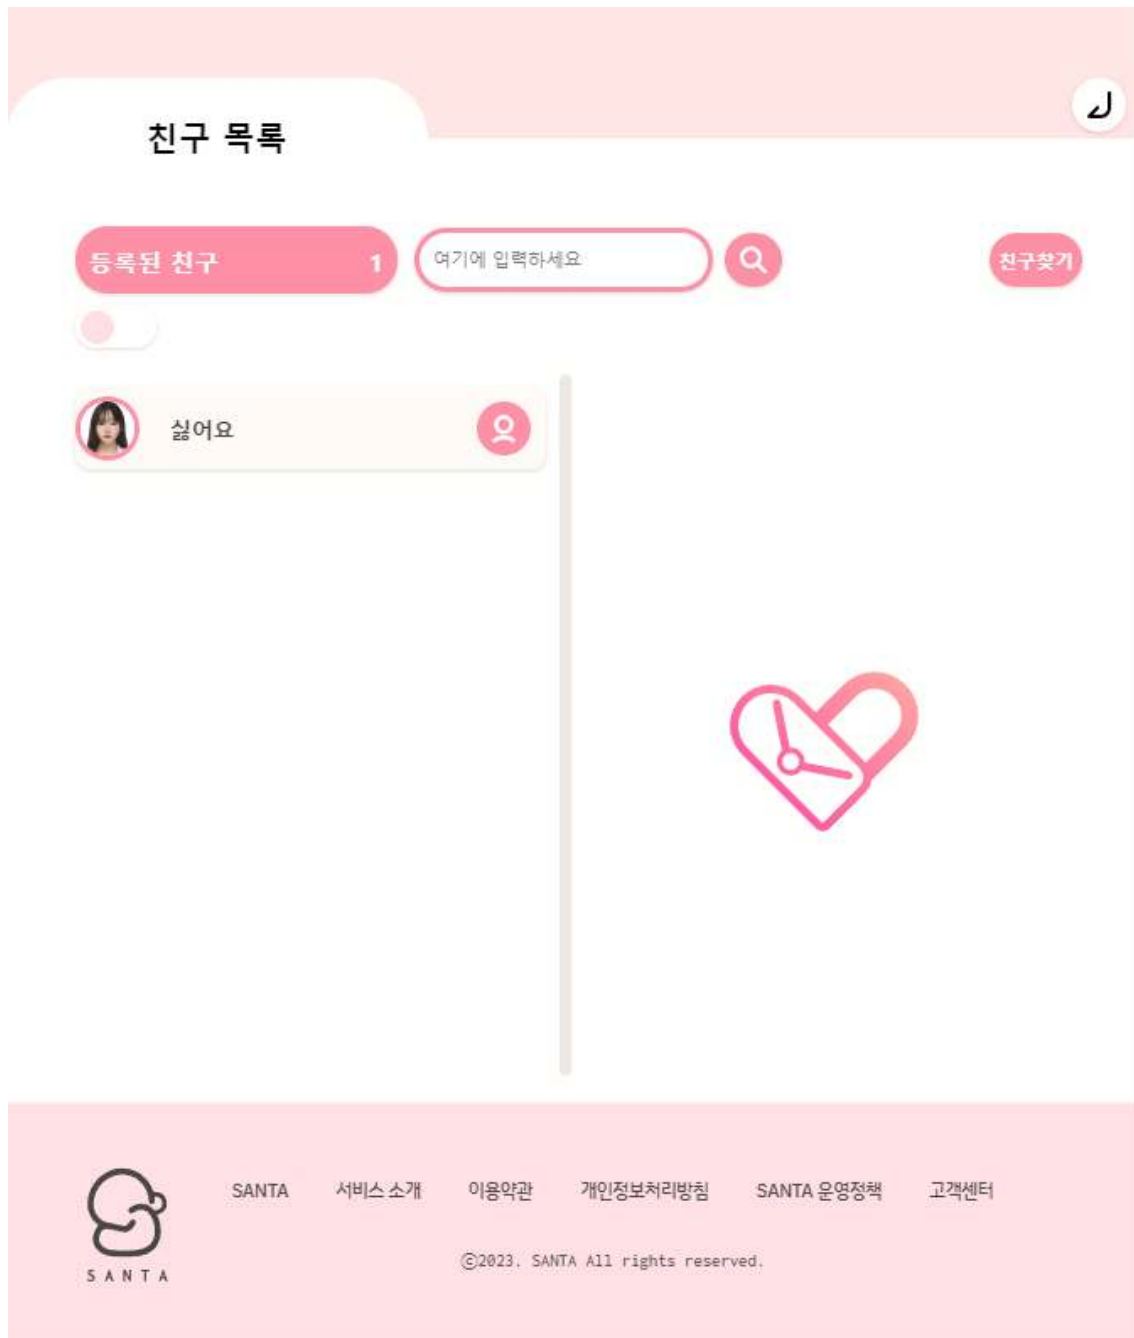 친구 목록
등록된 친구 1
여기에 입력하세요
친구찾기
싫어요
SANTA 서비스 소개 이용약관 개인정보처리방침 SANTA 운영정책 고객센터
ⓒ2023. SANTA All rights reserved.
SANTA